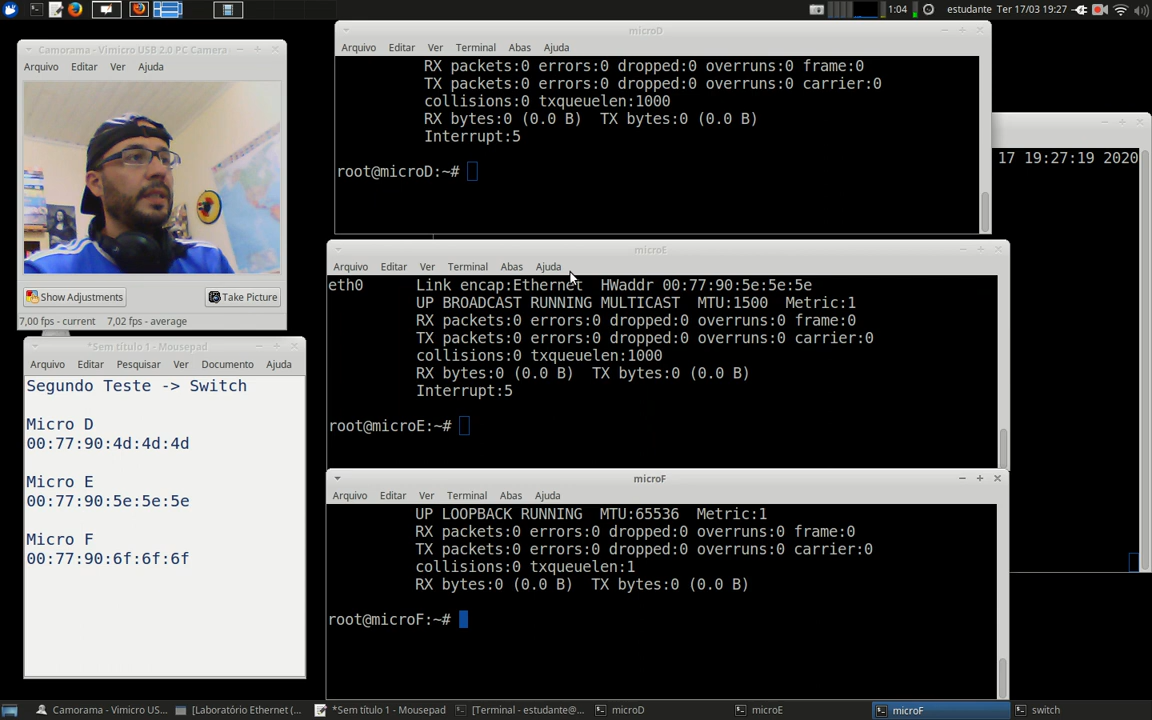 1:04 estudante Ter 17/03 19:27
Camorama - Vimicro USB 2.0 PC Camera
Arquivo Editar Ver Ajuda
Show Adjustments Take Picture
7,00 fps - current 7,02 fps - average
*Sem título 1 - Mousepad
Arquivo Editar Pesquisar Ver Documento Ajuda
Segundo Teste -> Switch
Micro D
00:77:90:4d:4d:4d
Micro E
00:77:90:5e:5e:5e
Micro F
00:77:90:6f:6f:6f
microD
Arquivo Editar Ver Terminal Abas Ajuda
RX packets:0 errors:0 dropped:0 overruns:0 frame:0
TX packets:0 errors:0 dropped:0 overruns:0 carrier:0
collisions:0 txqueuelen:1000
RX bytes:0 (0.0 B) TX bytes:0 (0.0 B)
Interrupt:5
root@microD:~#
17 19:27:19 2020
microE
Arquivo Editar Ver Terminal Abas Ajuda
eth0 Link encap:Ethernet HWaddr 00:77:90:5e:5e:5e
UP BROADCAST RUNNING MULTICAST MTU:1500 Metric:1
RX packets:0 errors:0 dropped:0 overruns:0 frame:0
TX packets:0 errors:0 dropped:0 overruns:0 carrier:0
collisions:0 txqueuelen:1000
RX bytes:0 (0.0 B) TX bytes:0 (0.0 B)
Interrupt:5
root@microE:~#
microF
Arquivo Editar Ver Terminal Abas Ajuda
UP LOOPBACK RUNNING MTU:65536 Metric:1
RX packets:0 errors:0 dropped:0 overruns:0 frame:0
TX packets:0 errors:0 dropped:0 overruns:0 carrier:0
collisions:0 txqueuelen:1
RX bytes:0 (0.0 B) TX bytes:0 (0.0 B)
root@microF:~#
Camorama - Vimicro US... [Laboratório Ethernet (... *Sem título 1 - Mousepad [Terminal - estudante@... microD microE microF switch